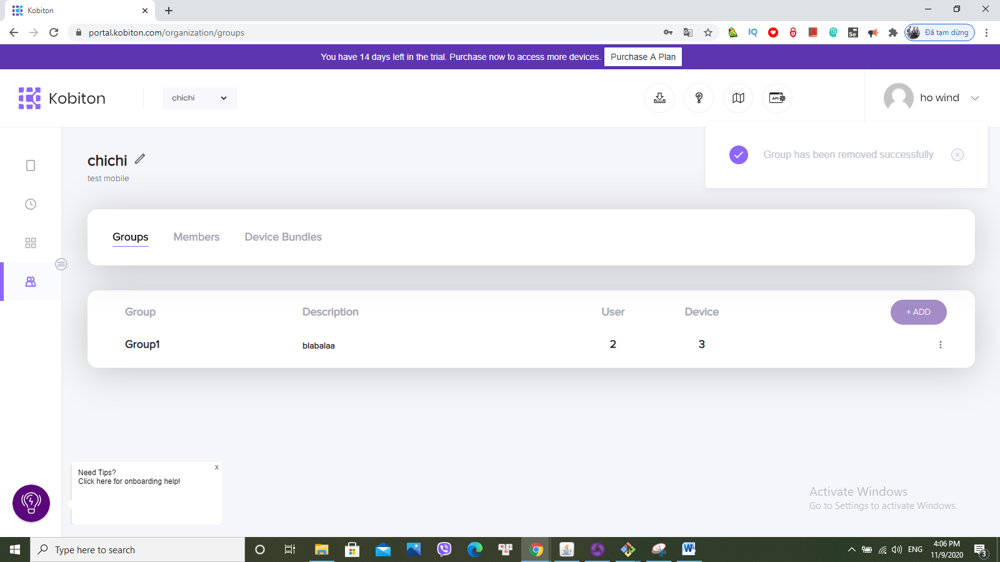 Kobiton
portal.kobiton.com/organization/groups
IQ
Se
Đã tạm dừng
You have 14 days left in the trial. Purchase now to access more devices. Purchase A Plan
Kobiton
chichi
?
API
ho wind
Group has been removed successfully.
chichi
test mobile
Groups Members Device Bundles
Group Description User Device + ADD
Group1 blabalaa 2 3
Need Tips? X
Click here for onboarding help!
Activate Windows
Go to Settings to activate Windows.
Type here to search
ENG
4:06 PM
11/9/2020
3